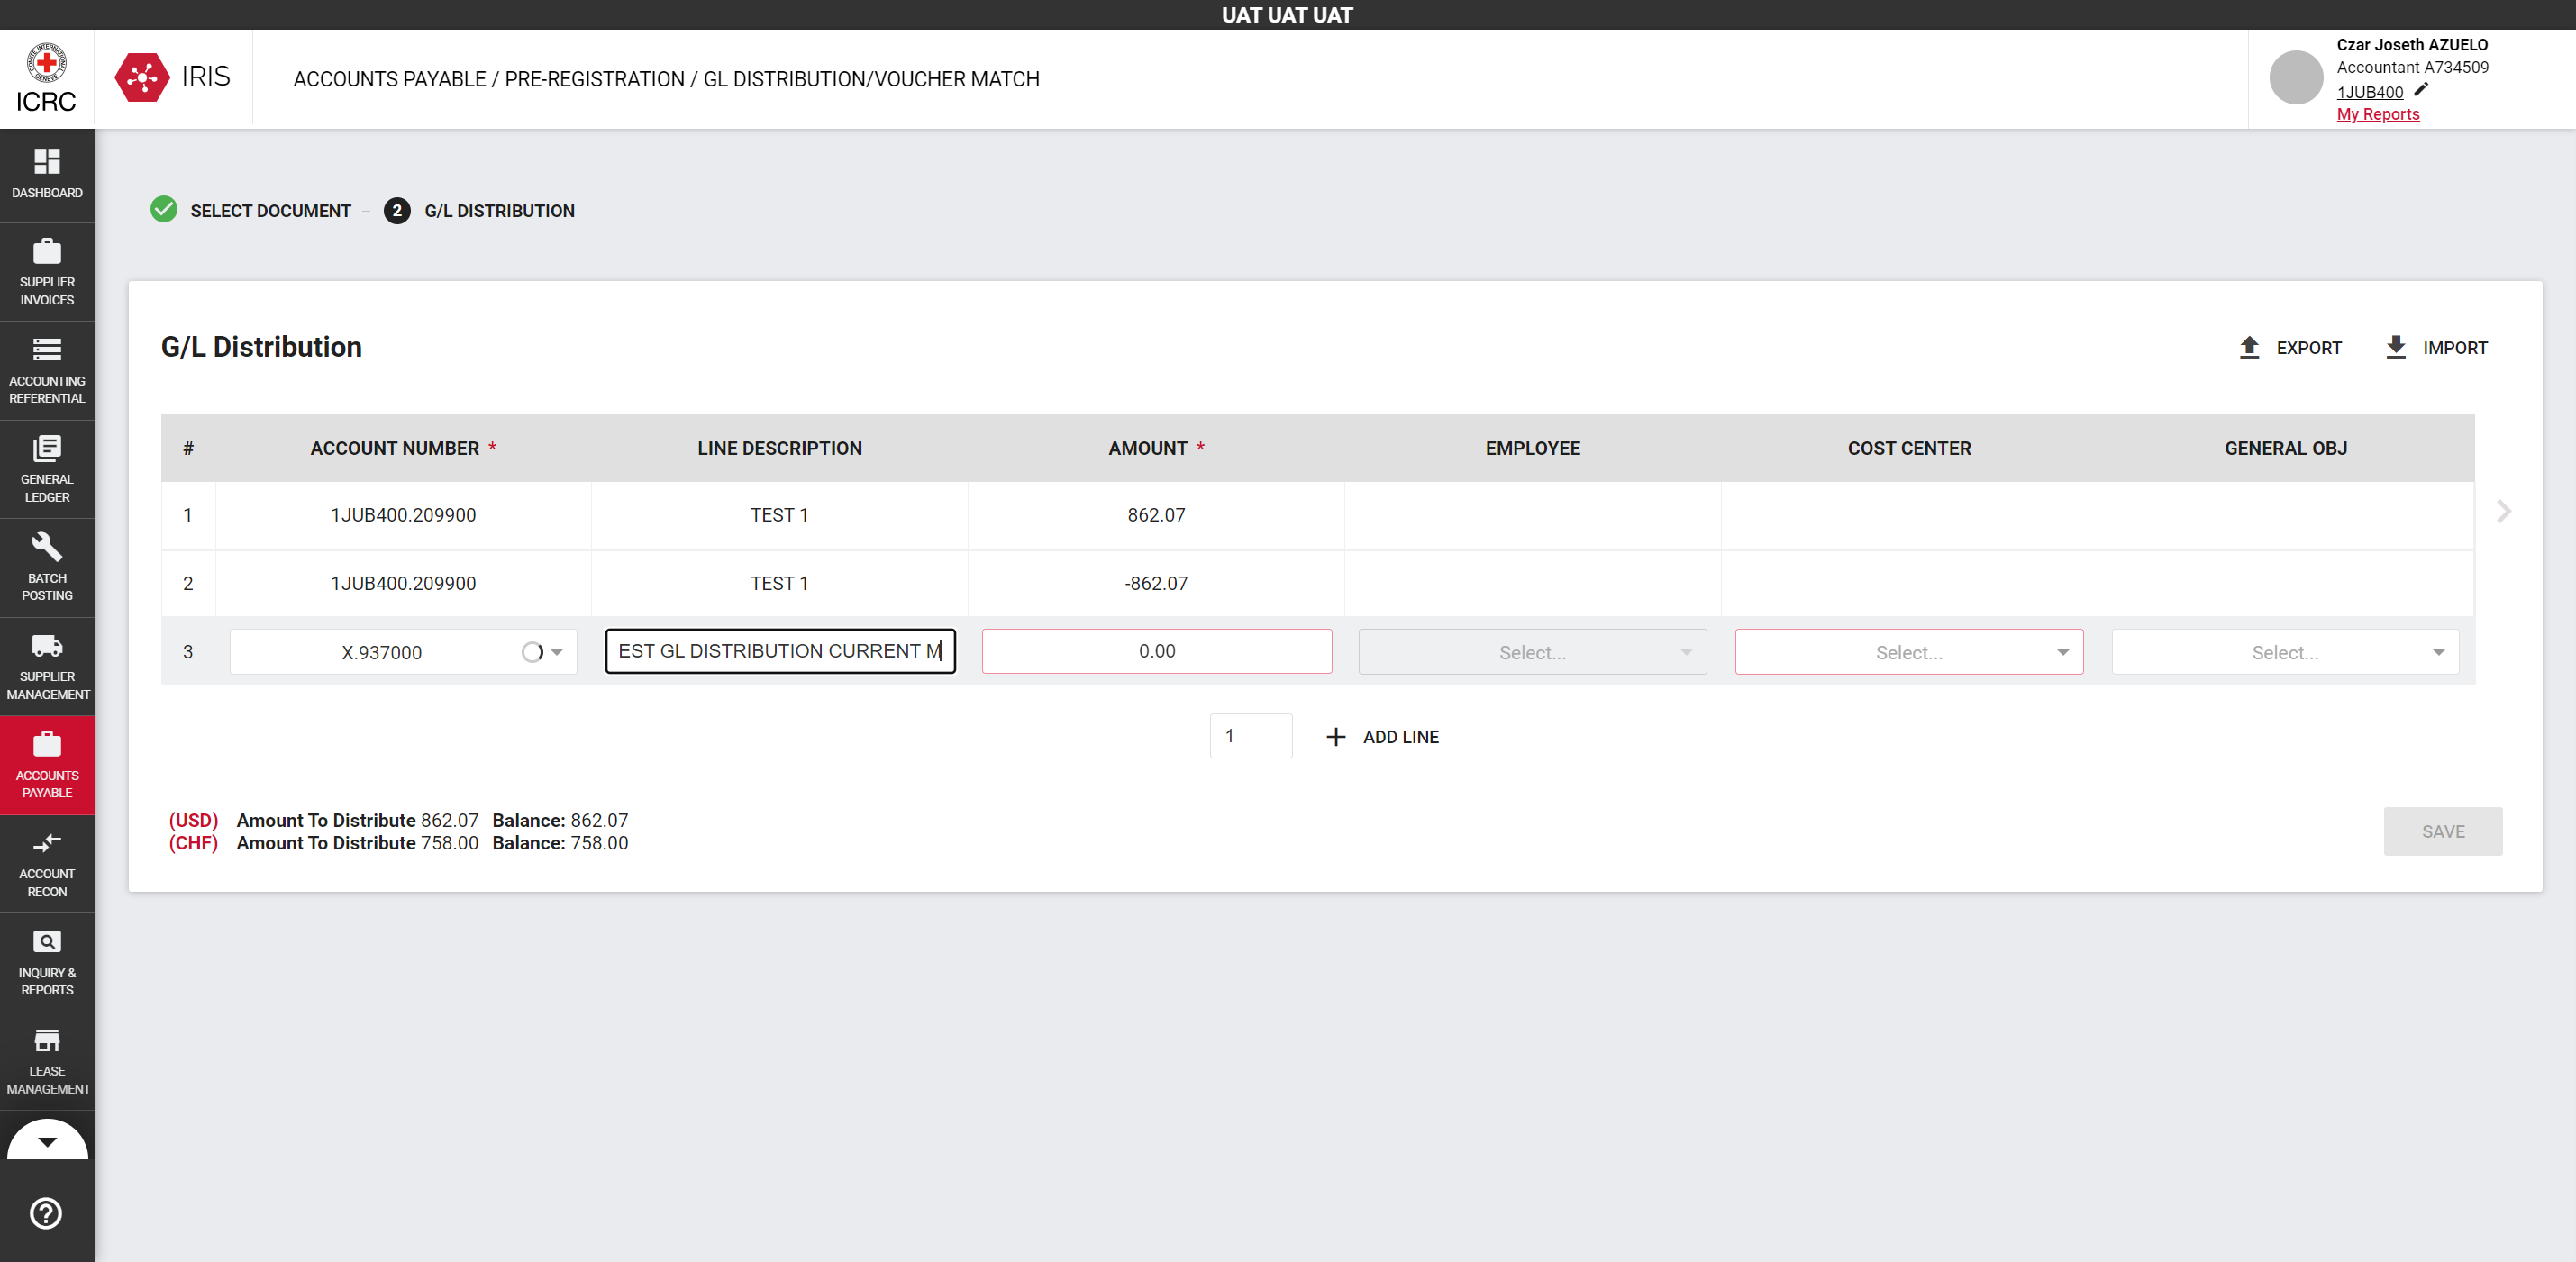 UAT UAT UAT
ICRC
IRIS
ACCOUNTS PAYABLE / PRE-REGISTRATION / GL DISTRIBUTION/VOUCHER MATCH
Czar Joseth AZUELO
Accountant A734509
1JUB400
My Reports
DASHBOARD
SUPPLIER
INVOICES
ACCOUNTING
REFERENTIAL
GENERAL
LEDGER
BATCH
POSTING
SUPPLIER
MANAGEMENT
ACCOUNTS
PAYABLE
ACCOUNT
RECON
INQUIRY &
REPORTS
LEASE
MANAGEMENT
SELECT DOCUMENT – 2 G/L DISTRIBUTION
G/L Distribution
EXPORT IMPORT
# ACCOUNT NUMBER * LINE DESCRIPTION AMOUNT * EMPLOYEE COST CENTER GENERAL OBJ
1 1JUB400.209900 TEST 1 862.07
2 1JUB400.209900 TEST 1 -862.07
3 X.937000 EST GL DISTRIBUTION CURRENT M 0.00 Select... Select... Select...
1 + ADD LINE
(USD) Amount To Distribute 862.07 Balance: 862.07
(CHF) Amount To Distribute 758.00 Balance: 758.00
SAVE